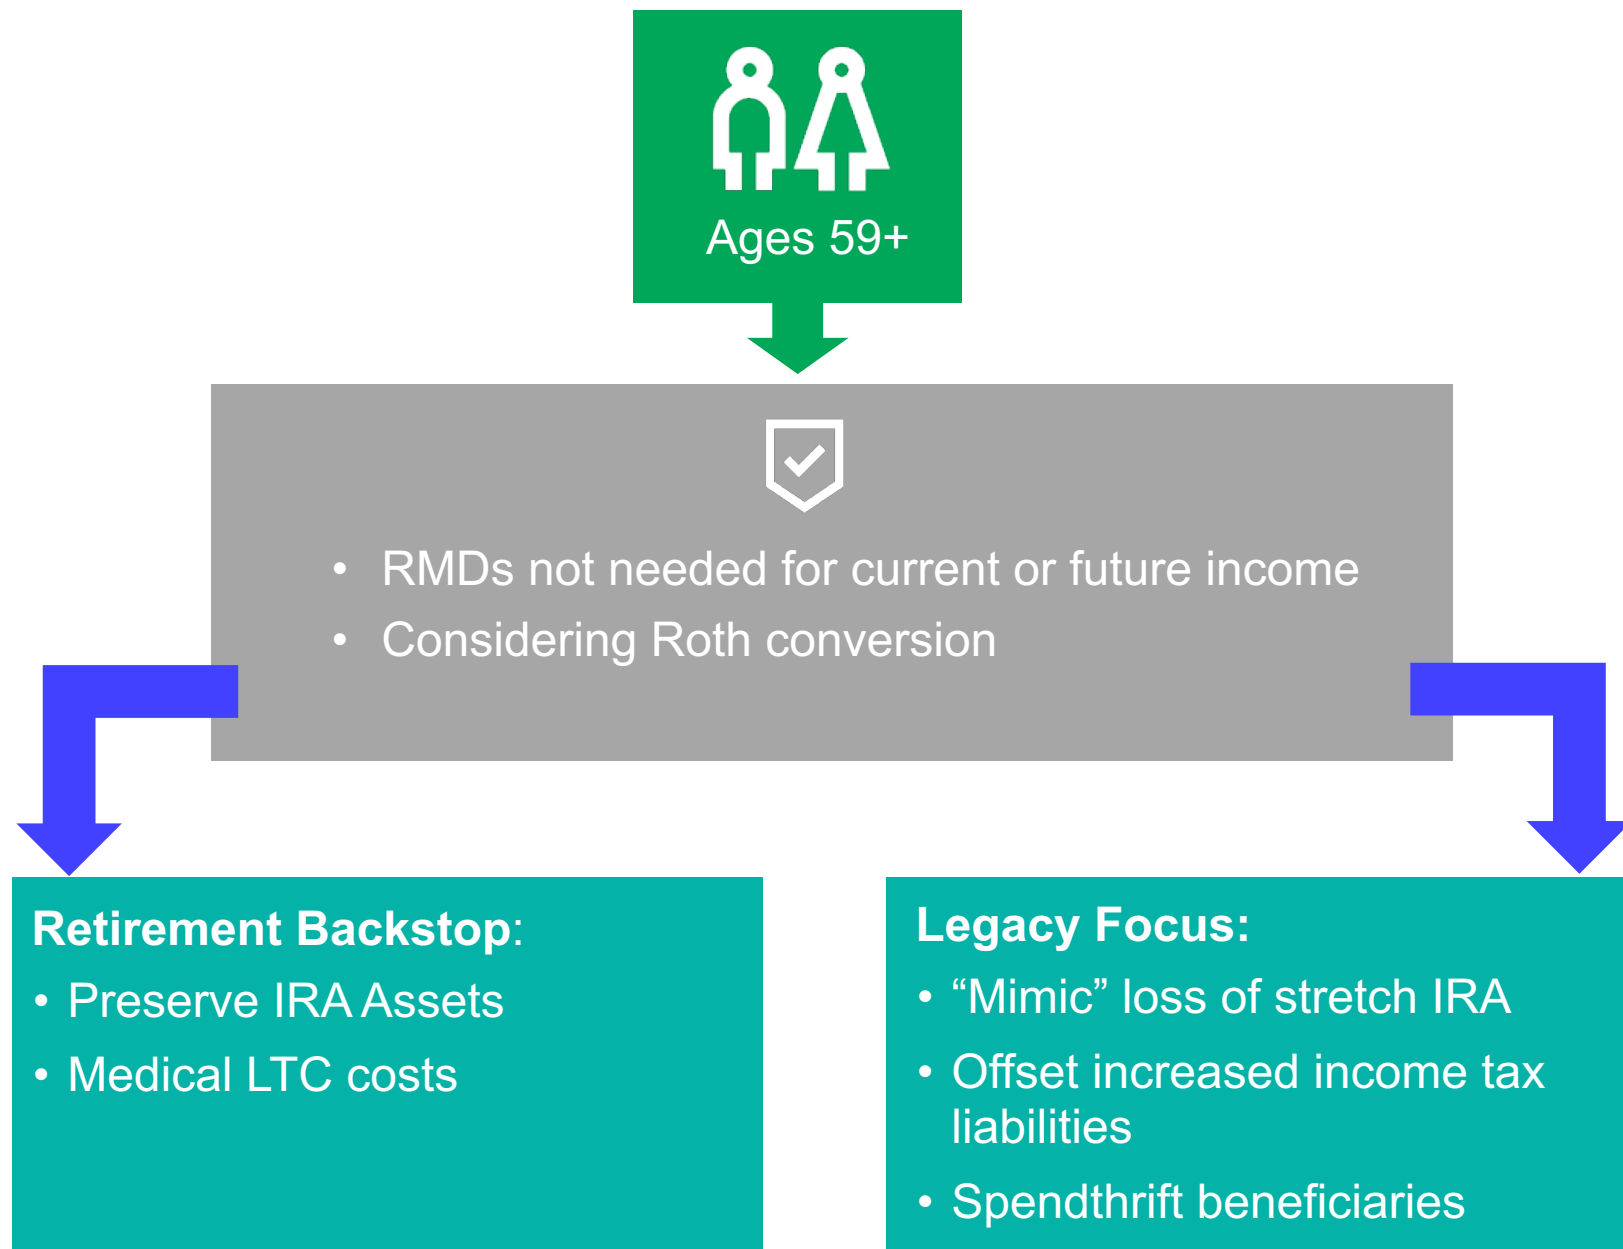 Ages 59+
• RMDs not needed for current or future income
• Considering Roth conversion
Retirement Backstop:
• Preserve IRA Assets
• Medical LTC costs
Legacy Focus:
• “Mimic” loss of stretch IRA
• Offset increased income tax
liabilities
• Spendthrift beneficiaries